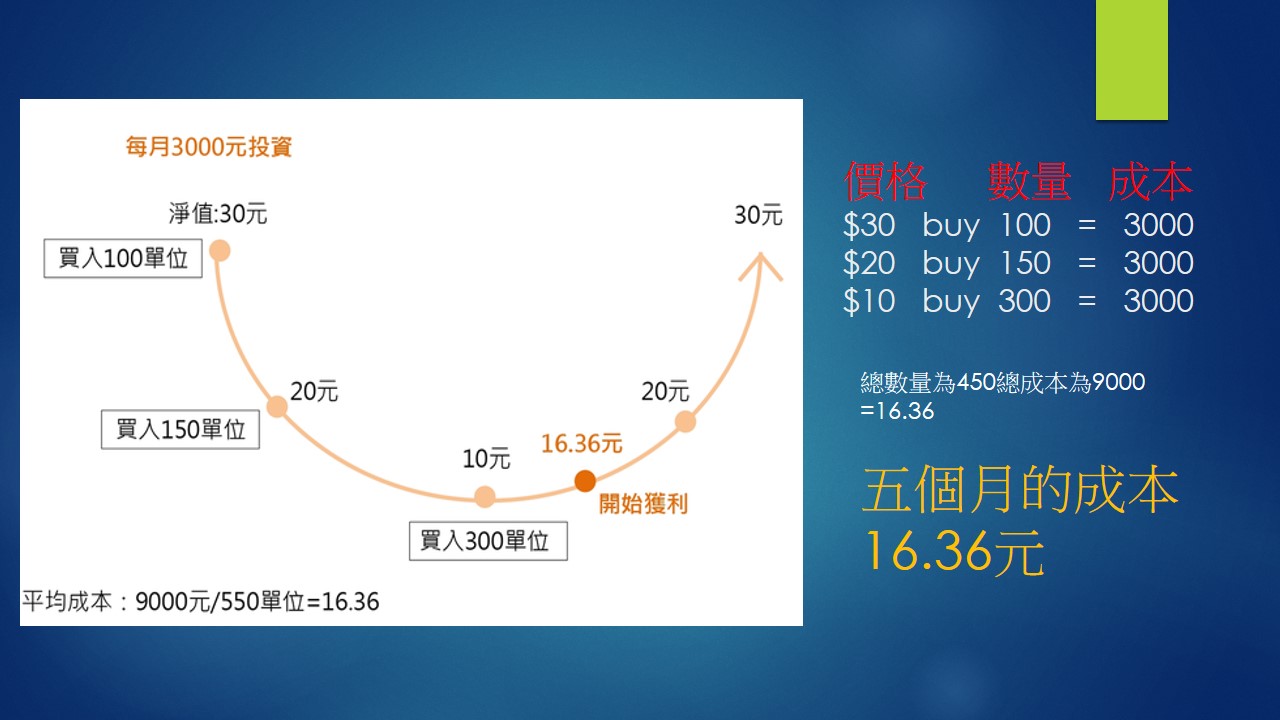 每月3000元投資
淨值:30元
買入100單位
20元
買入150單位
10元
買入300單位
16.36元
開始獲利
20元
30元
平均成本：9000元/550單位=16.36
價格 數量 成本
$30 buy 100 = 3000
$20 buy 150 = 3000
$10 buy 300 = 3000
總數量為450總成本為9000
=16.36
五個月的成本
16.36元